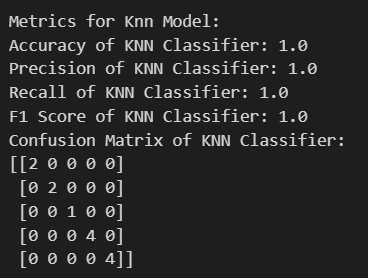 Metrics for Knn Model:
Accuracy of KNN Classifier: 1.0
Precision of KNN Classifier: 1.0
Recall of KNN Classifier: 1.0
F1 Score of KNN Classifier: 1.0
Confusion Matrix of KNN Classifier:
[[2 0 0 0 0]
 [0 2 0 0 0]
 [0 0 1 0 0]
 [0 0 0 4 0]
 [0 0 0 0 4]]